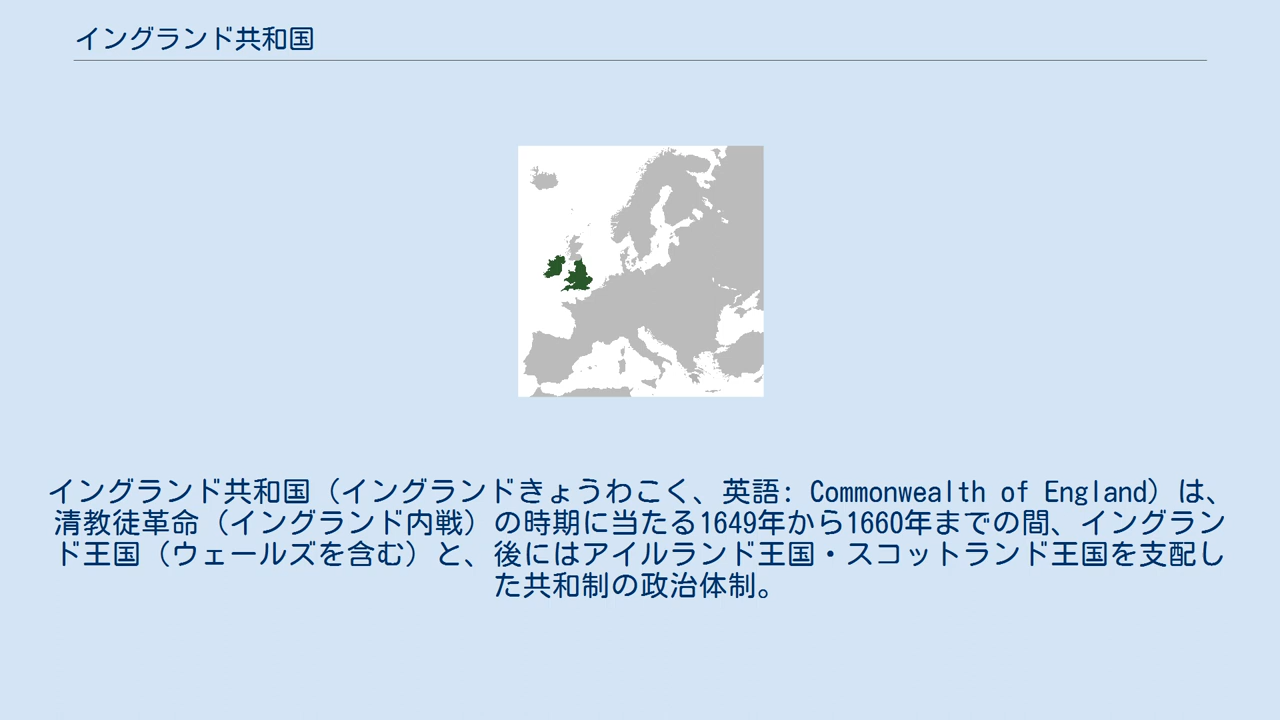 イングランド共和国
イングランド共和国（イングランドきょうわこく、英語: Commonwealth of England）は、
清教徒革命（イングランド内戦）の時期に当たる1649年から1660年までの間、イングラン
ド王国（ウェールズを含む）と、後にはアイルランド王国・スコットランド王国を支配し
た共和制の政治体制。